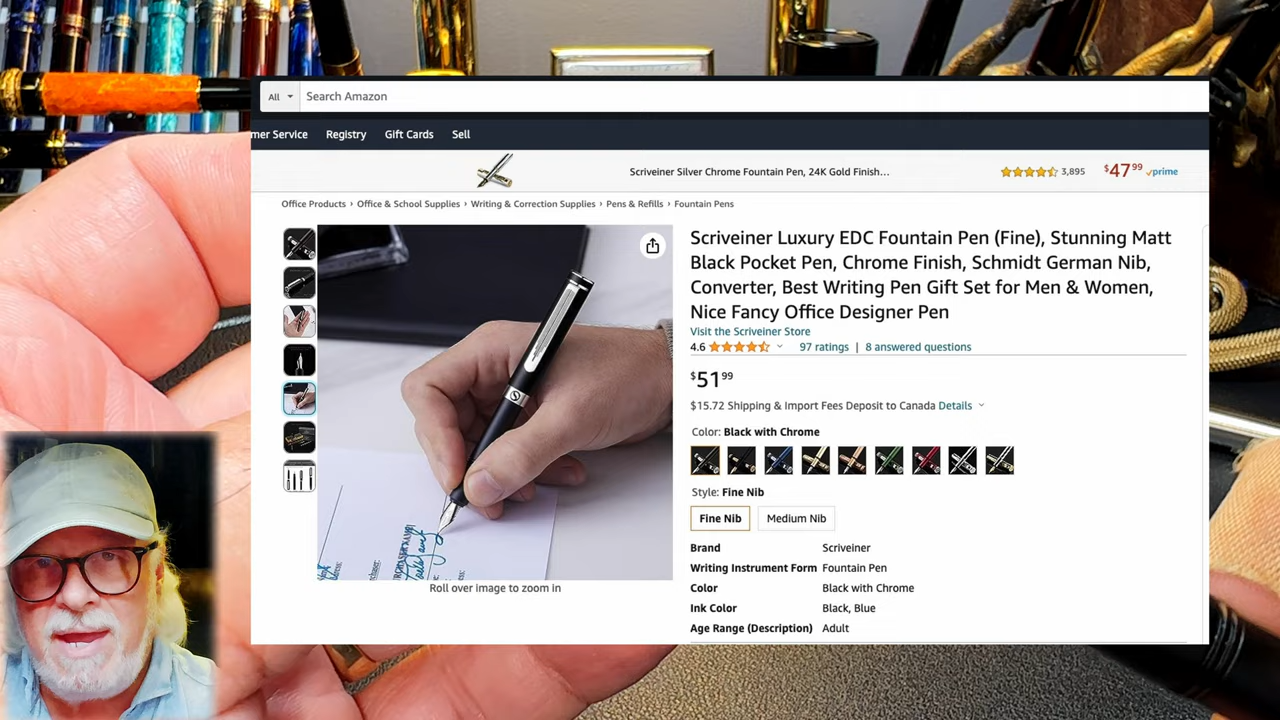 All
Search Amazon
mer Service
Registry
Gift Cards
Sell
Scriveiner Silver Chrome Fountain Pen, 24K Gold Finish...
3,895
$47.99
prime
Office Products › Office & School Supplies › Writing & Correction Supplies › Pens & Refills › Fountain Pens
Scriveiner Luxury EDC Fountain Pen (Fine), Stunning Matt
Black Pocket Pen, Chrome Finish, Schmidt German Nib,
Converter, Best Writing Pen Gift Set for Men & Women,
Nice Fancy Office Designer Pen
Visit the Scriveiner Store
4.6
97 ratings | 8 answered questions
$51.99
$15.72 Shipping & Import Fees Deposit to Canada Details
Color: Black with Chrome
Style: Fine Nib
Fine Nib
Medium Nib
Brand Scriveiner
Writing Instrument Form Fountain Pen
Color Black with Chrome
Ink Color Black, Blue
Age Range (Description) Adult
Roll over image to zoom in